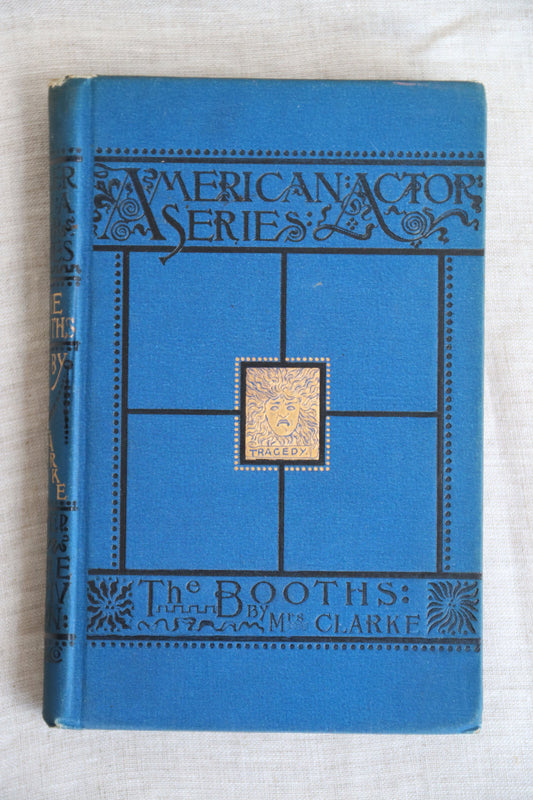 AMERICAN ACTOR
SERIES:
TRAGEDY
The BOOTHS:
BY Mrs CLARKE